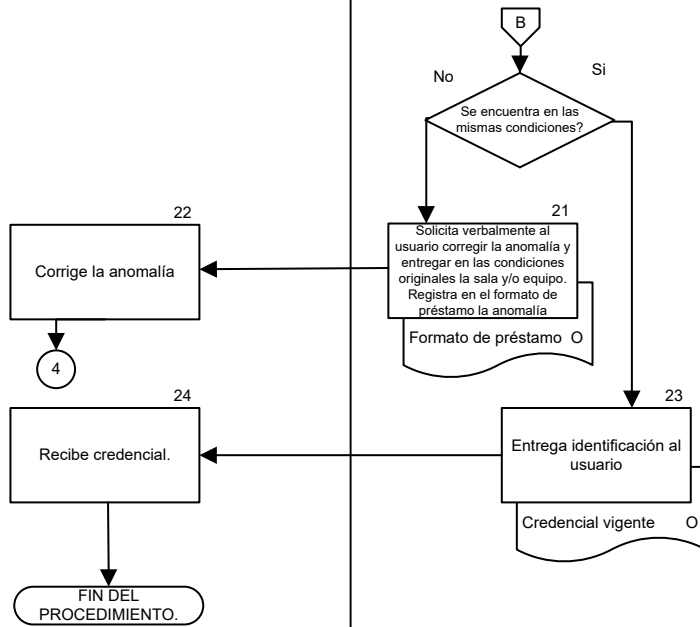 B
No
Si
Se encuentra en las
mismas condiciones?
21
Solicita verbalmente al
usuario corregir la anomalía y
entregar en las condiciones
originales la sala y/o equipo.
Registra en el formato de
préstamo la anomalía
Formato de préstamo O
22
Corrige la anomalía
4
23
Entrega identificación al
usuario
Credencial vigente O
24
Recibe credencial.
FIN DEL
PROCEDIMIENTO.